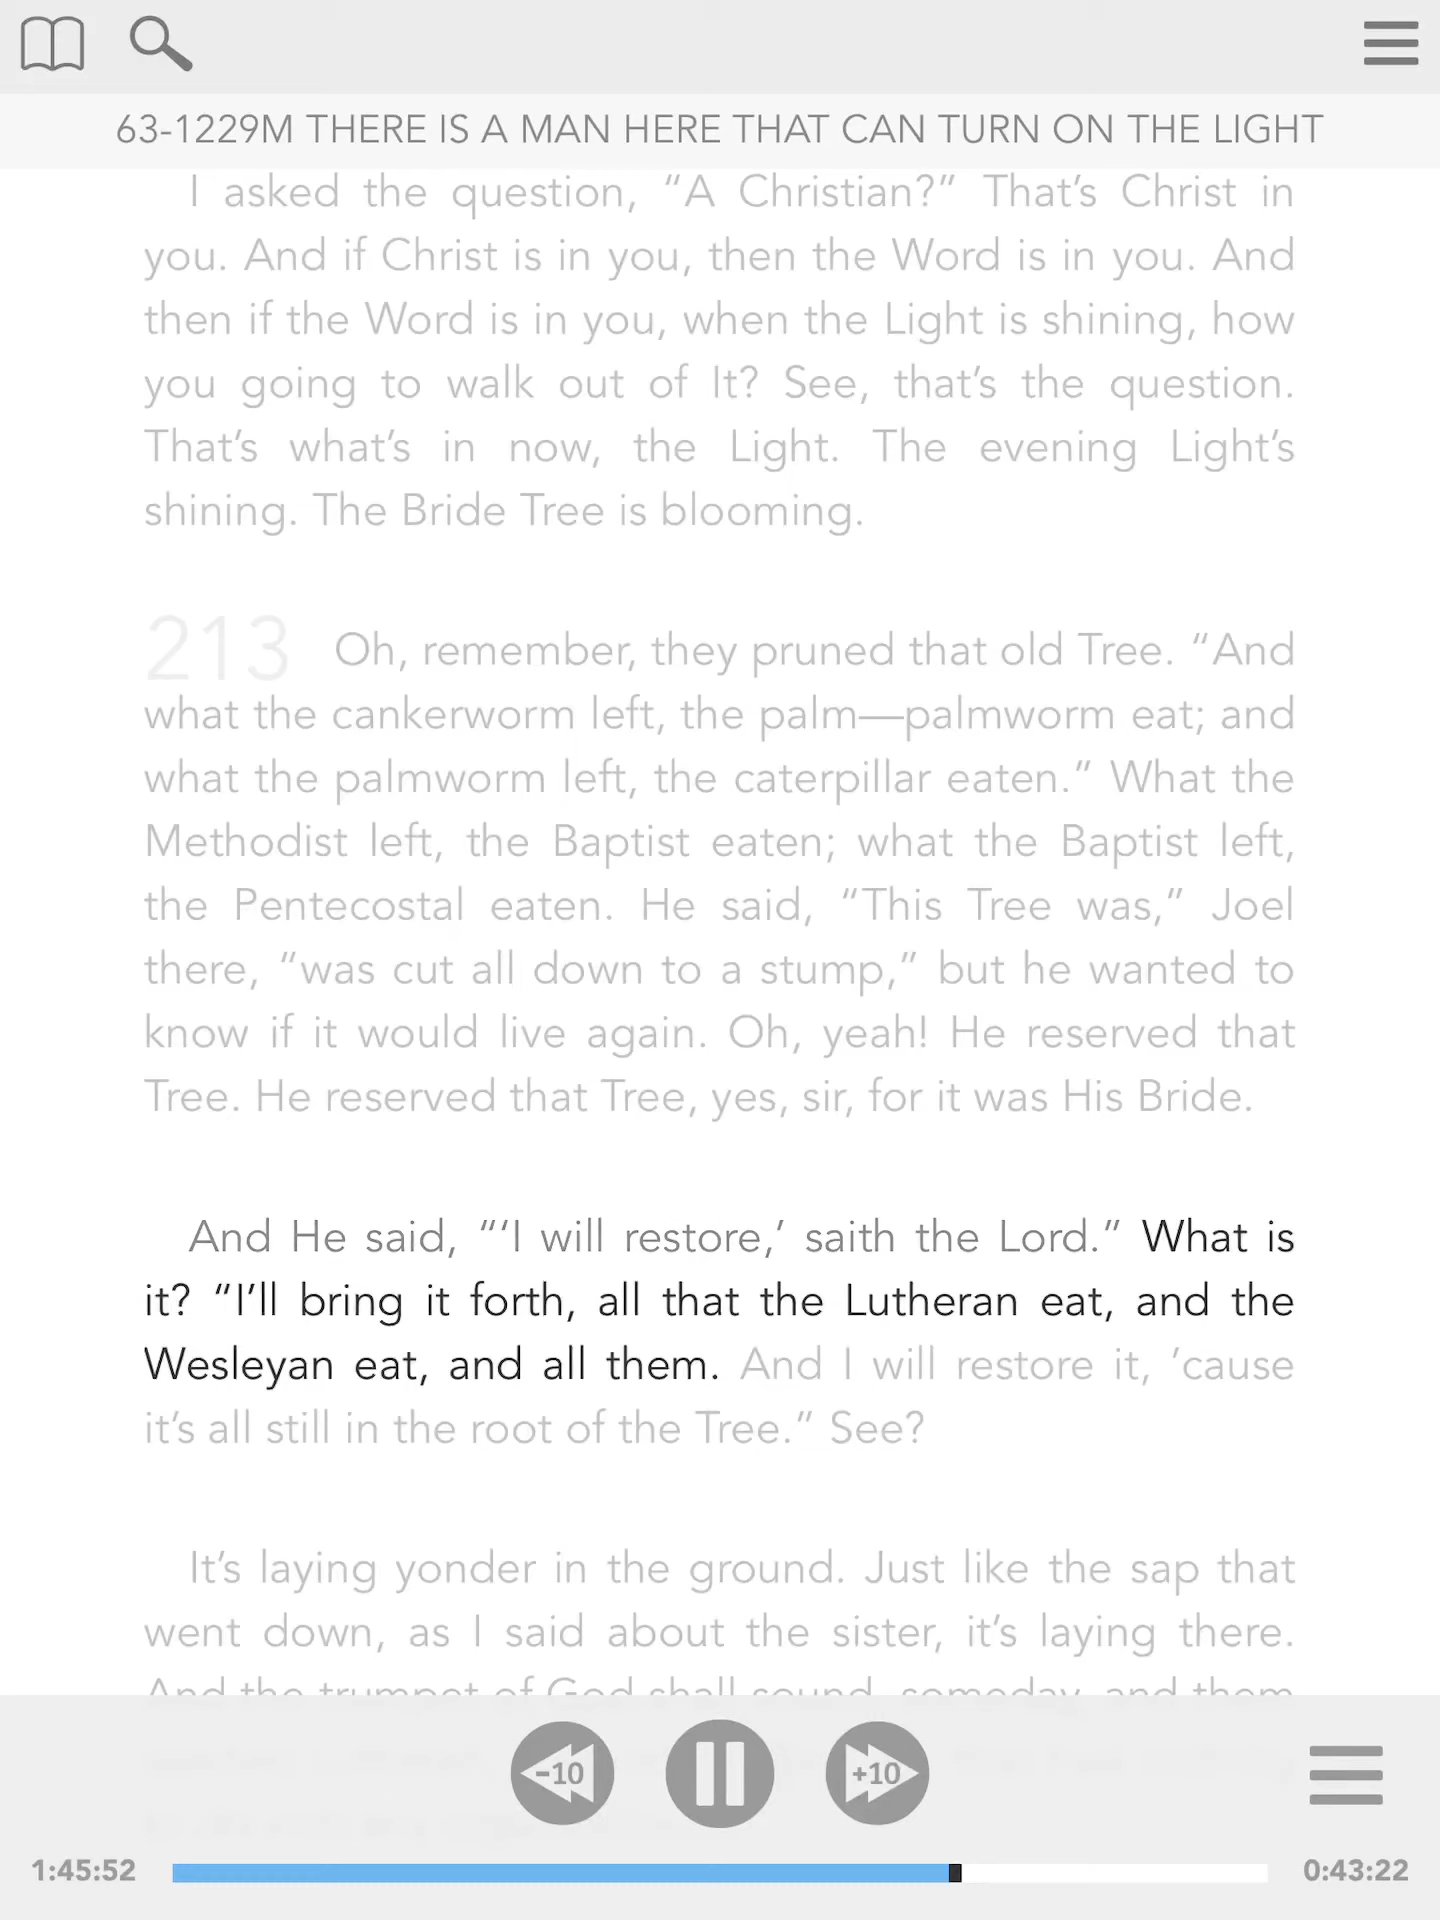 63-1229M THERE IS A MAN HERE THAT CAN TURN ON THE LIGHT
I asked the question, “A Christian?” That’s Christ in
you. And if Christ is in you, then the Word is in you. And
then if the Word is in you, when the Light is shining, how
you going to walk out of It? See, that’s the question.
That’s what’s in now, the Light. The evening Light’s
shining. The Bride Tree is blooming.
213 Oh, remember, they pruned that old Tree. “And
what the cankerworm left, the palm—palmworm eat; and
what the palmworm left, the caterpillar eaten.” What the
Methodist left, the Baptist eaten; what the Baptist left,
the Pentecostal eaten. He said, “This Tree was,” Joel
there, “was cut all down to a stump,” but he wanted to
know if it would live again. Oh, yeah! He reserved that
Tree. He reserved that Tree, yes, sir, for it was His Bride.
And He said, “‘I will restore,’ saith the Lord.” What is
it? “I’ll bring it forth, all that the Lutheran eat, and the
Wesleyan eat, and all them. And I will restore it, ’cause
it’s all still in the root of the Tree.” See?
It’s laying yonder in the ground. Just like the sap that
went down, as I said about the sister, it’s laying there.
And the trumpet of God shall sound, someday, and them
-10 +10
1:45:52 0:43:22